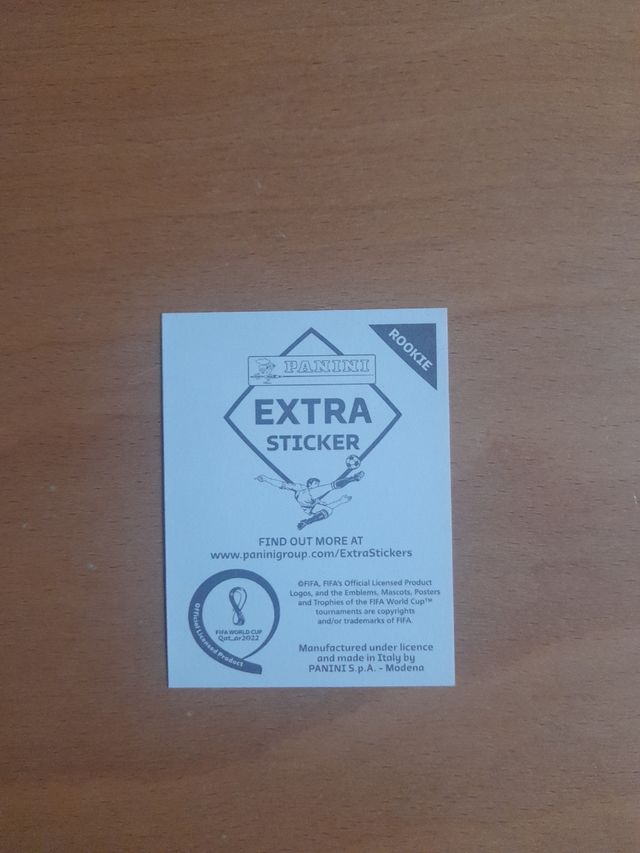 ROOKIE
PANINI
EXTRA
STICKER
FIND OUT MORE AT
www.paninigroup.com/ExtraStickers
©FIFA, FIFA's Official Licensed Product
Logos, and the Emblems, Mascots, Posters
and Trophies of the FIFA World Cup™
tournaments are copyrights
and/or trademarks of FIFA.
FIFA WORLD CUP
Qatar2022
Official Licensed Product
Manufactured under licence
and made in Italy by
PANINI S.p.A. - Modena